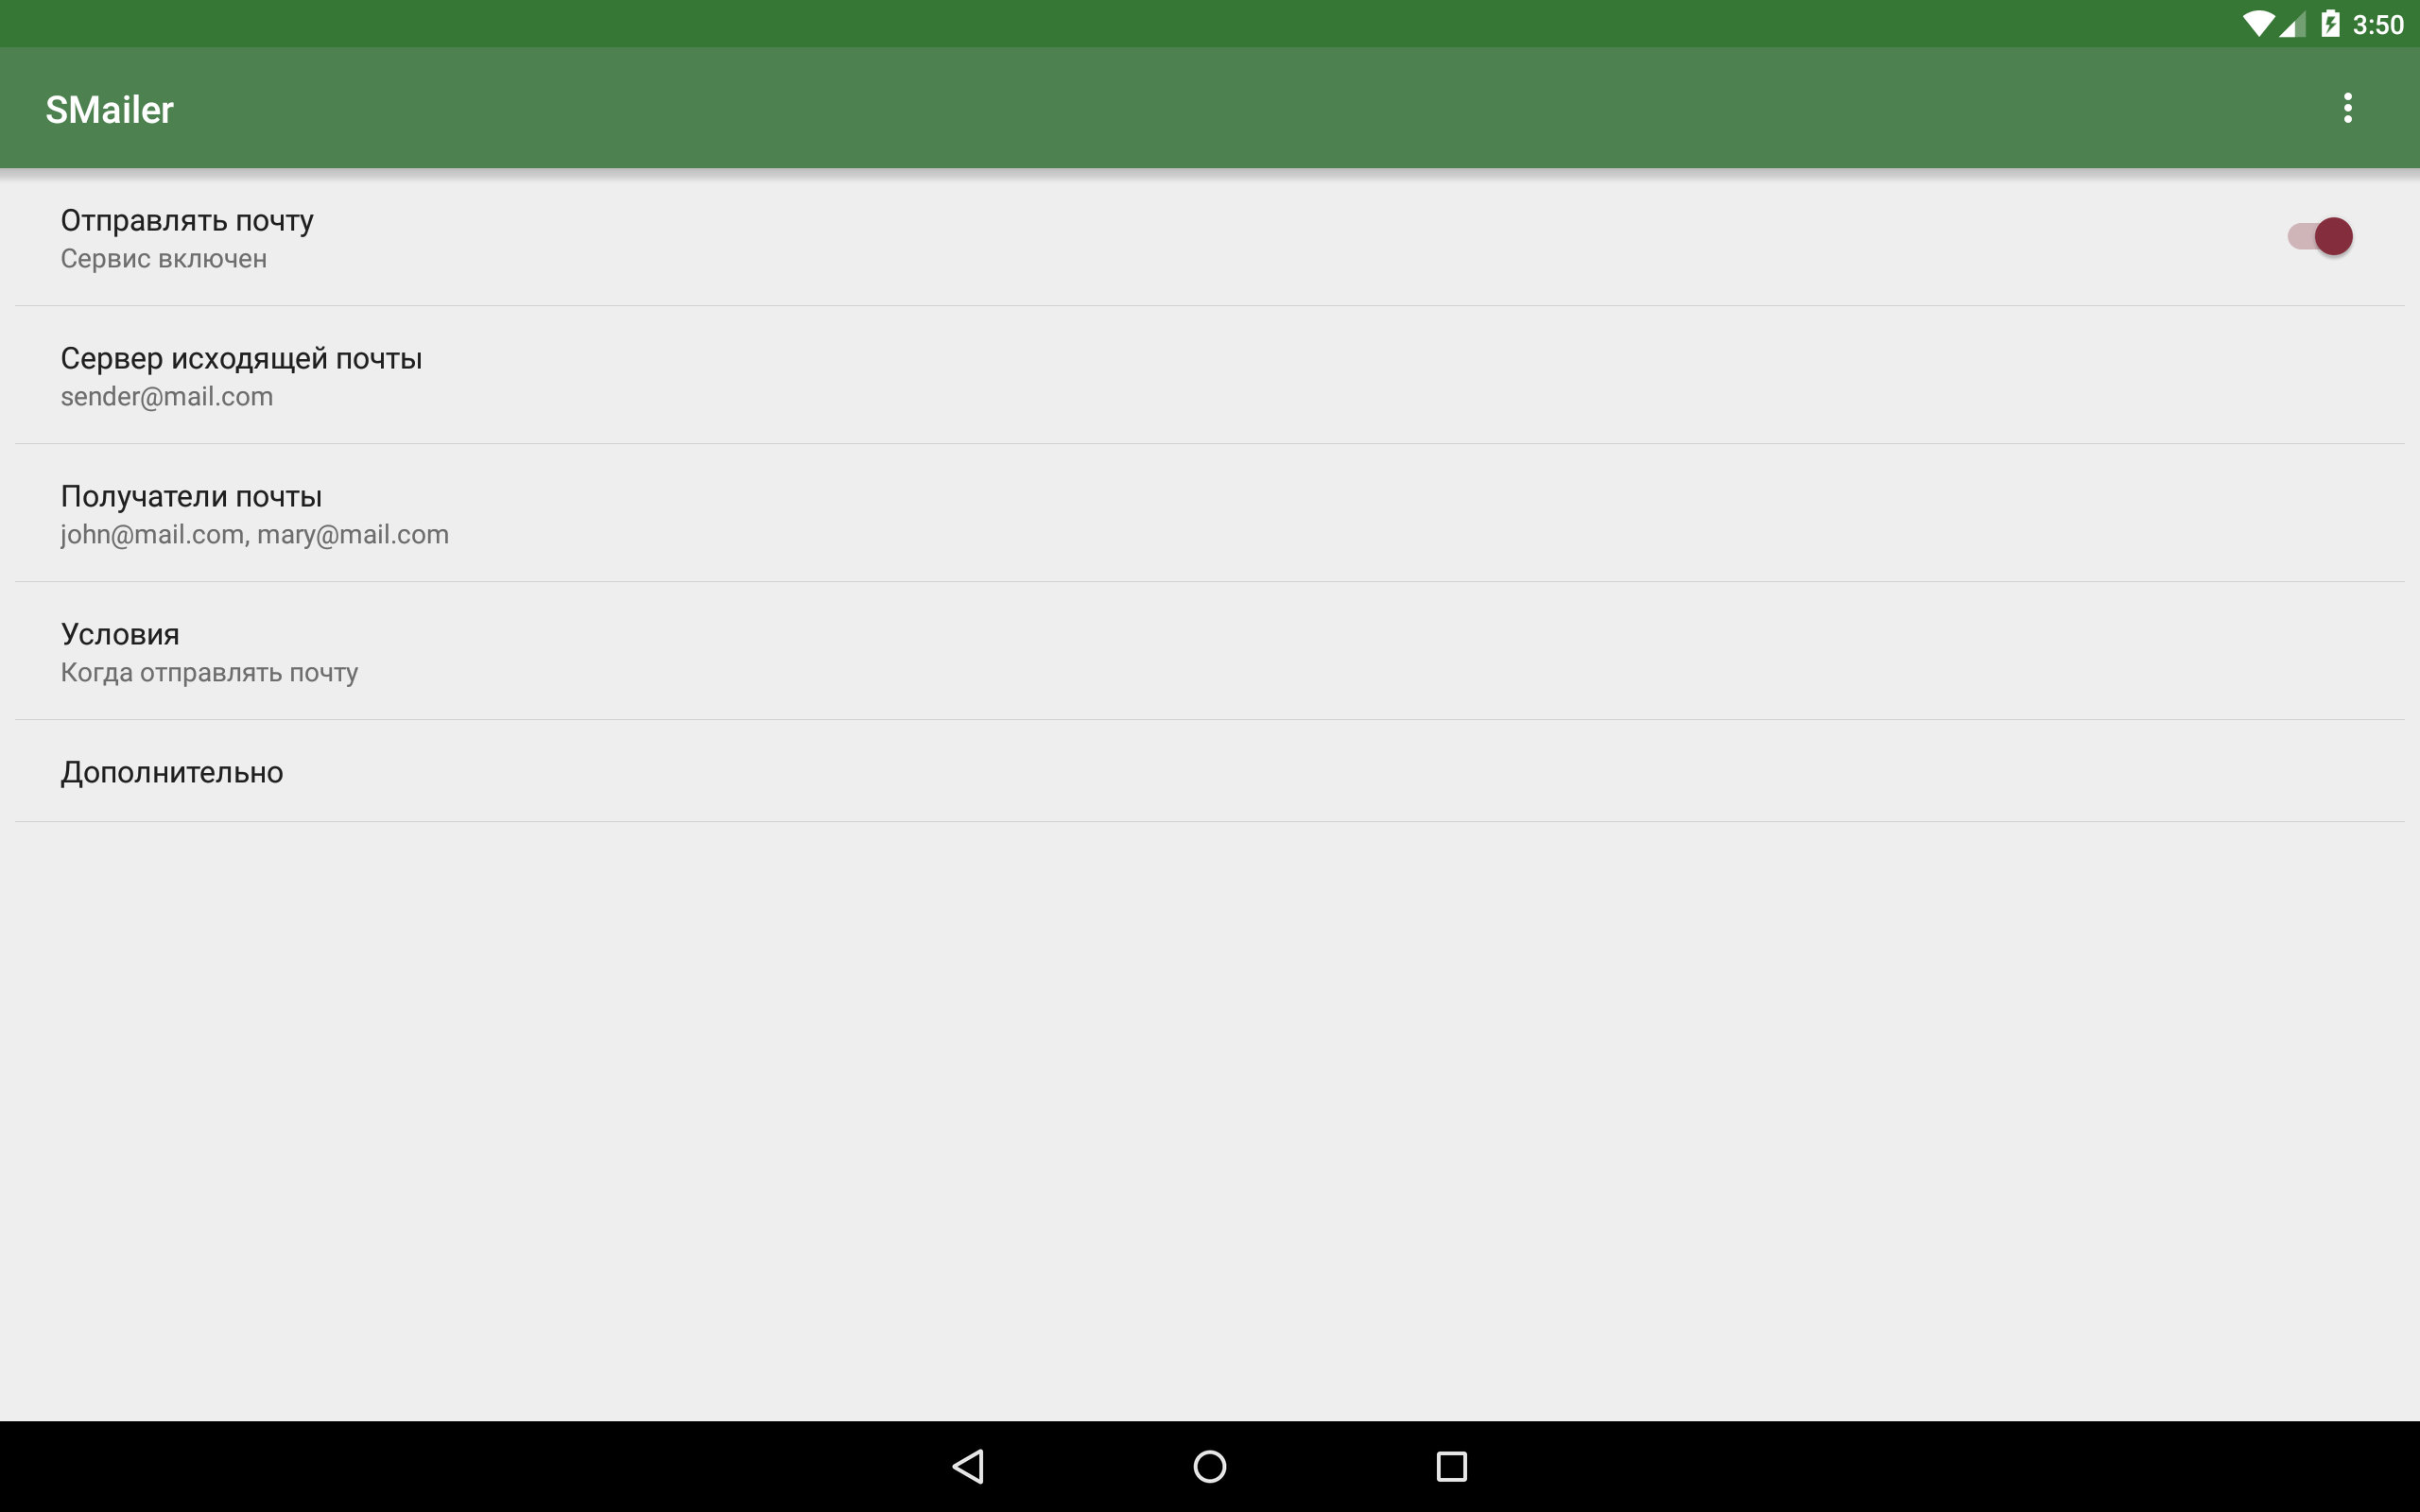 3:50
SMailer
Отправлять почту
Сервис включен
Сервер исходящей почты
sender@mail.com
Получатели почты
john@mail.com, mary@mail.com
Условия
Когда отправлять почту
Дополнительно